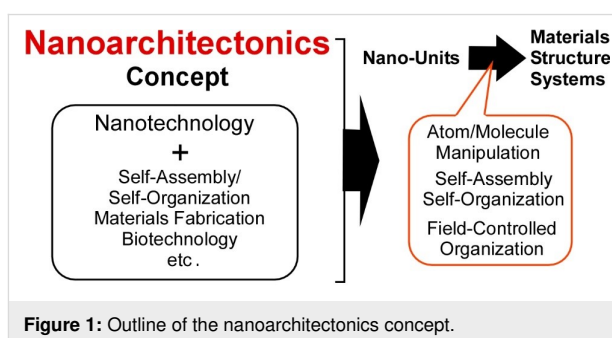 Nanoarchitectonics
Concept
Nanotechnology
+
Self-Assembly/
Self-Organization
Materials Fabrication
Biotechnology
etc.
Nano-Units
Materials
Structure
Systems
Atom/Molecule
Manipulation
Self-Assembly
Self-Organization
Field-Controlled
Organization
Figure 1: Outline of the nanoarchitectonics concept.